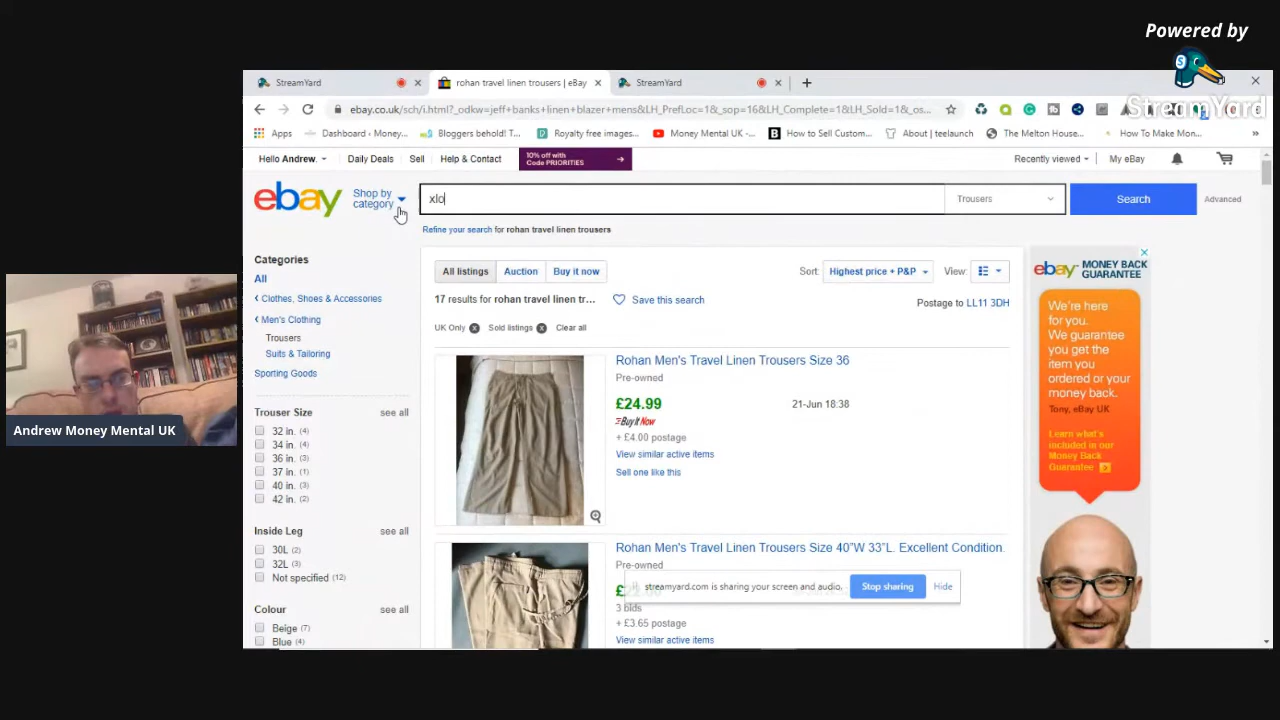 Powered by
StreamYard
StreamYard
rohan travel linen trousers | eBay
StreamYard
ebay.co.uk/sch/i.html?_odkw=jeff+banks+linen+blazer+mens&LH_PrefLoc=1&_sop=16&LH_Complete=1&LH_Sold=1&_os...
Apps
Dashboard ‹ Money...
Bloggers behold! T...
Royalty free images...
Money Mental UK -...
How to Sell Custom...
About | teelaunch
The Melton House...
How To Make Mon...
Hello Andrew.
Daily Deals
Sell
Help & Contact
10% off with
Code PRIORITIES
Recently viewed
My eBay
ebay
Shop by
category
xlo
Trousers
Search
Advanced
Refine your search for rohan travel linen trousers
Categories
All
Clothes, Shoes & Accessories
Men's Clothing
Trousers
Suits & Tailoring
Sporting Goods
Trouser Size
see all
32 in. (4)
34 in. (4)
36 in. (3)
37 in. (1)
40 in. (3)
42 in. (2)
Inside Leg
see all
30L (2)
32L (3)
Not specified (12)
Colour
see all
Beige (7)
Blue (4)
All listings
Auction
Buy it now
Sort:
Highest price + P&P
View:
17 results for rohan travel linen tr...
Save this search
Postage to LL11 3DH
UK Only
Sold listings
Clear all
Rohan Men's Travel Linen Trousers Size 36
Pre-owned
£24.99
21-Jun 18:38
Buy It Now
+ £4.00 postage
View similar active items
Sell one like this
Rohan Men's Travel Linen Trousers Size 40"W 33"L. Excellent Condition.
Pre-owned
3 bids
+ £3.65 postage
View similar active items
streamyard.com is sharing your screen and audio.
Stop sharing
Hide
ebay MONEY BACK
GUARANTEE
We're here
for you.
We guarantee
you get the
item you
ordered or
your money
back.
Tony, eBay UK
Learn what's
included in our
Money Back
Guarantee
Andrew Money Mental UK